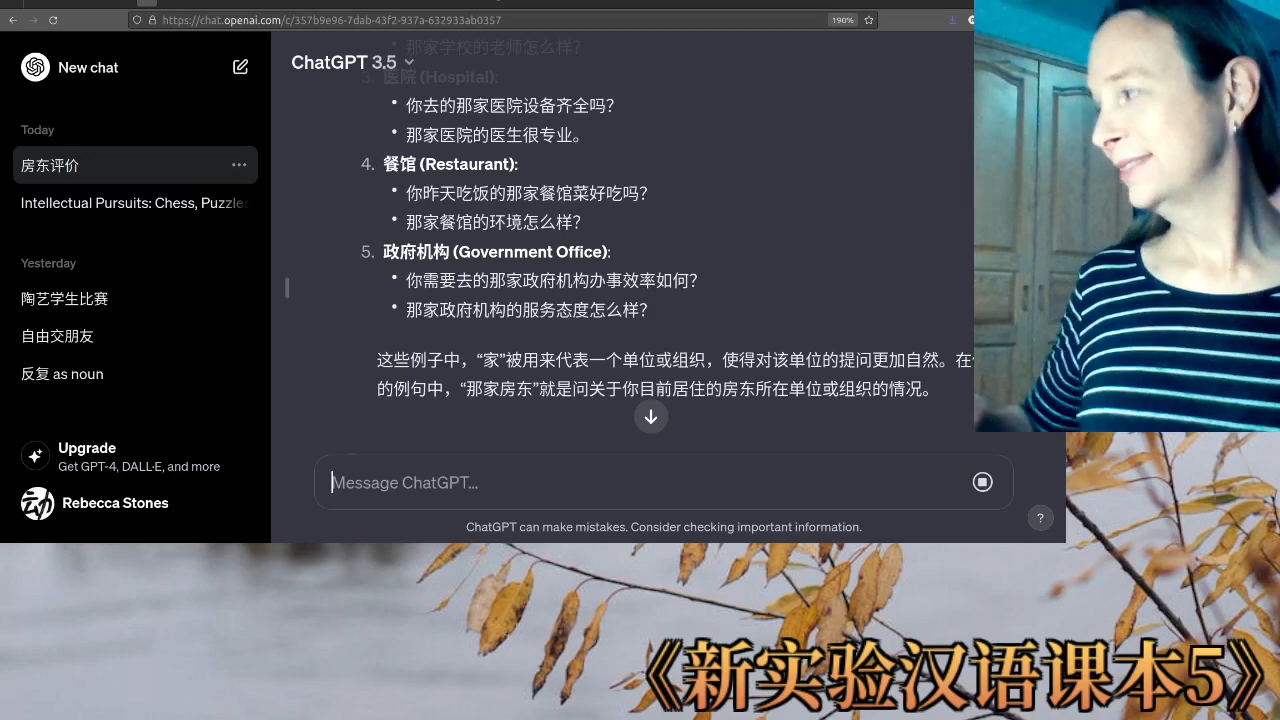 https://chat.openai.com/c/357b9e96-7dab-43f2-937a-632933ab0357
190%
New chat
ChatGPT 3.5
Today
房东评价
Intellectual Pursuits: Chess, Puzzles
Yesterday
陶艺学生比赛
自由交朋友
反复 as noun
Upgrade
Get GPT-4, DALL·E, and more
Rebecca Stones
• 那家学校的老师怎么样？
3. 医院 (Hospital):
• 你去的那家医院设备齐全吗？
• 那家医院的医生很专业。
4. 餐馆 (Restaurant):
• 你昨天吃饭的那家餐馆菜好吃吗？
• 那家餐馆的环境怎么样？
5. 政府机构 (Government Office):
• 你需要去的那家政府机构办事效率如何？
• 那家政府机构的服务态度怎么样？
这些例子中，“家”被用来代表一个单位或组织，使得对该单位的提问更加自然。在
的例句中，“那家房东”就是问关于你目前居住的房东所在单位或组织的情况。
Message ChatGPT…
ChatGPT can make mistakes. Consider checking important information.
?
《新实验汉语课本5》